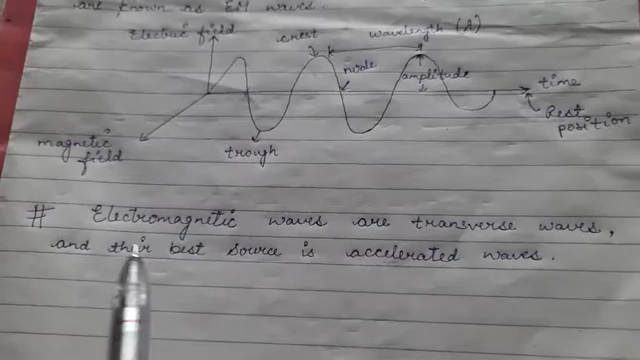 are known as EM waves.
Electric field
crest
wavelength (λ)
node
amplitude
time
Rest
position
magnetic
field
trough
# Electromagnetic waves are transverse waves,
and their best source is accelerated waves.